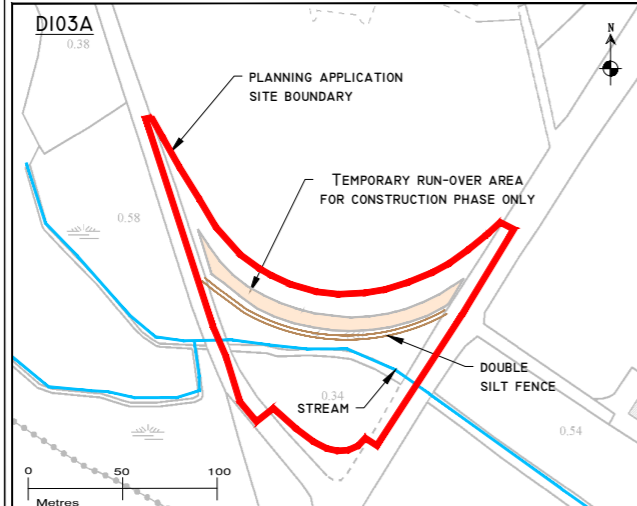 D103A
N
0.38
PLANNING APPLICATION
SITE BOUNDARY
TEMPORARY RUN-OVER AREA
FOR CONSTRUCTION PHASE ONLY
0.58
DOUBLE
SILT FENCE
0.34
STREAM
0.54
0 50 100
Metres